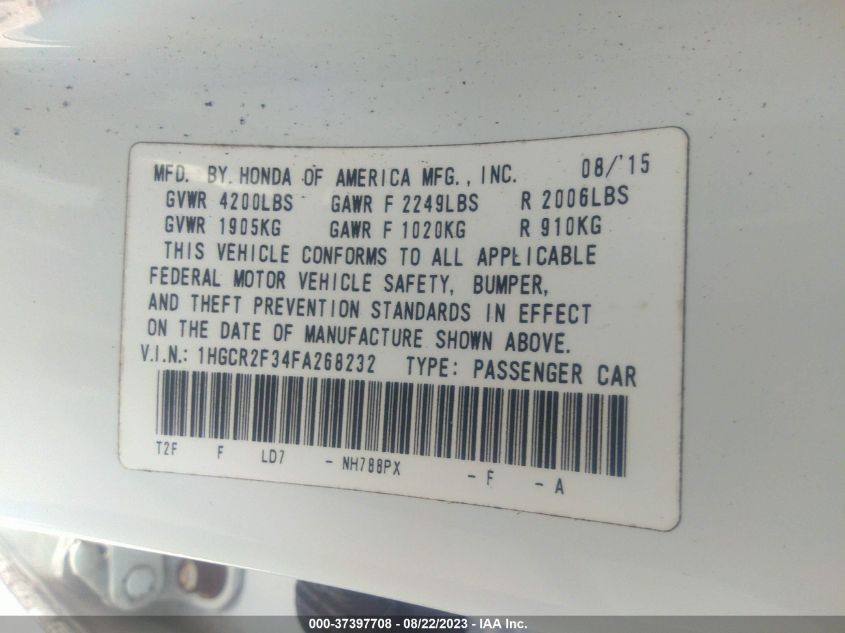 MFD. BY. HONDA OF AMERICA MFG., INC. 08/'15
GVWR 4200LBS GAWR F 2249LBS R 2006LBS
GVWR 1905KG GAWR F 1020KG R 910KG
THIS VEHICLE CONFORMS TO ALL APPLICABLE
FEDERAL MOTOR VEHICLE SAFETY, BUMPER,
AND THEFT PREVENTION STANDARDS IN EFFECT
ON THE DATE OF MANUFACTURE SHOWN ABOVE.
V.I.N.: 1HGCR2F34FA268232 TYPE: PASSENGER CAR
T2F F LD7 - NH788PX - F - A
000-37397708 - 08/22/2023 - IAA Inc.